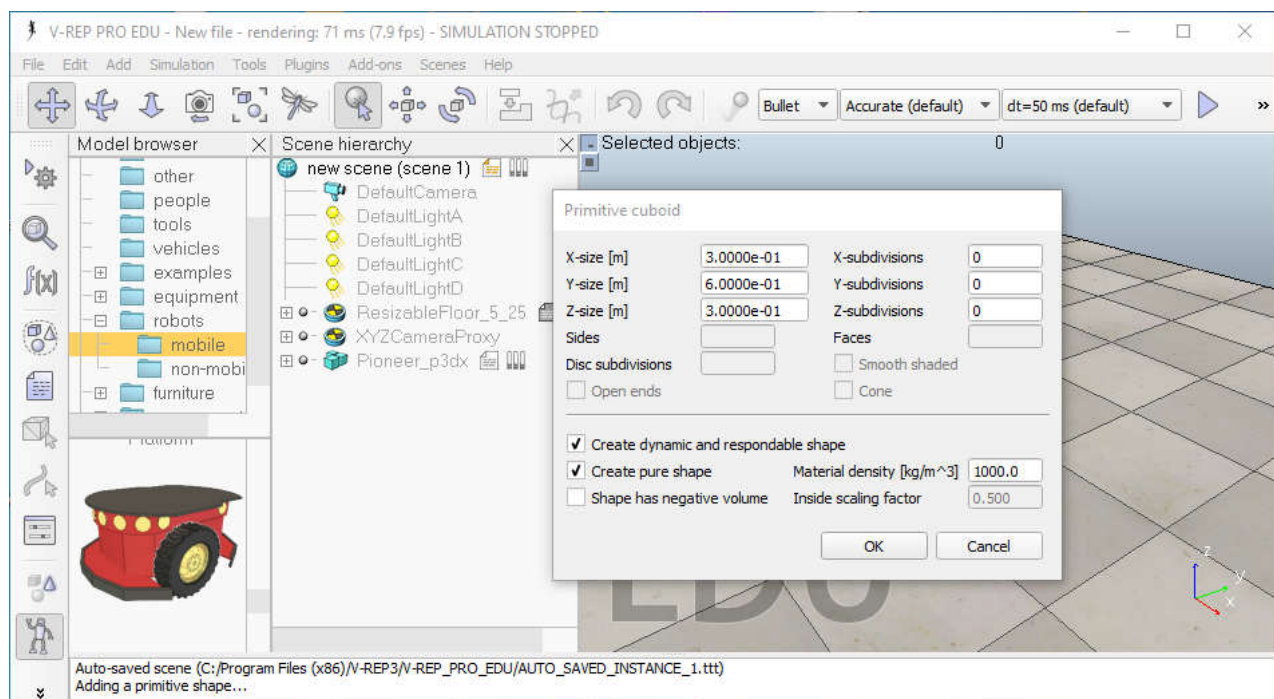 V-REP PRO EDU - New file - rendering: 71 ms (7.9 fps) - SIMULATION STOPPED
File Edit Add Simulation Tools Plugins Add-ons Scenes Help
Bullet Accurate (default) dt=50 ms (default) »
Model browser
other
people
tools
vehicles
examples
equipment
robots
mobile
non-mobi
furniture
Scene hierarchy
new scene (scene 1)
DefaultCamera
DefaultLightA
DefaultLightB
DefaultLightC
DefaultLightD
ResizableFloor_5_25
XYZCameraProxy
Pioneer_p3dx
Selected objects: 0
Primitive cuboid
X-size [m] 3.0000e-01 X-subdivisions 0
Y-size [m] 6.0000e-01 Y-subdivisions 0
Z-size [m] 3.0000e-01 Z-subdivisions 0
Sides Faces
Disc subdivisions Smooth shaded
Open ends Cone
Create dynamic and respondable shape
Create pure shape Material density [kg/m^3] 1000.0
Shape has negative volume Inside scaling factor 0.500
OK Cancel
EDU
z
y
x
f(x)
Auto-saved scene (C:/Program Files (x86)/V-REP3/V-REP_PRO_EDU/AUTO_SAVED_INSTANCE_1.ttt)
Adding a primitive shape...